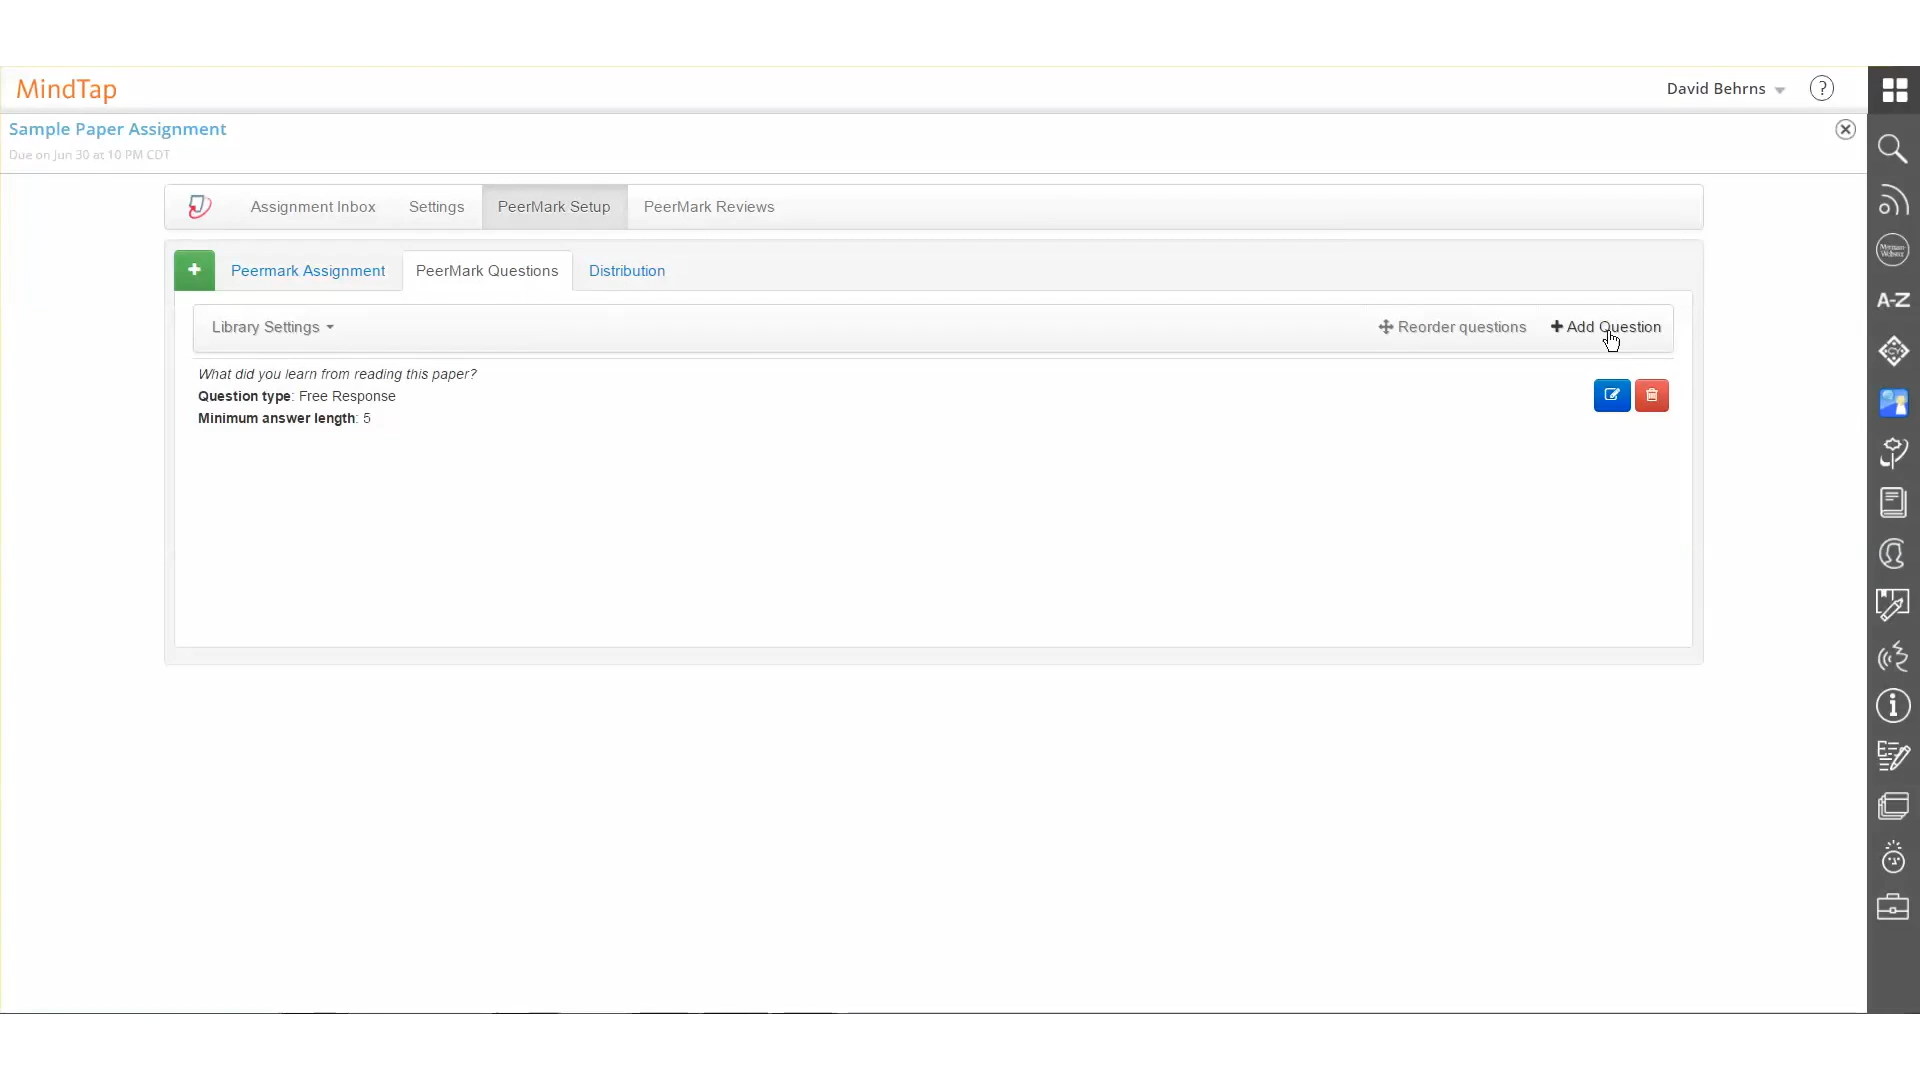 MindTap
David Behrns
?
Sample Paper Assignment
Due on Jun 30 at 10 PM CDT
Assignment Inbox Settings PeerMark Setup PeerMark Reviews
+ Peermark Assignment PeerMark Questions Distribution
Library Settings Reorder questions + Add Question
What did you learn from reading this paper?
Question type: Free Response
Minimum answer length: 5
Merriam-Webster
A-Z